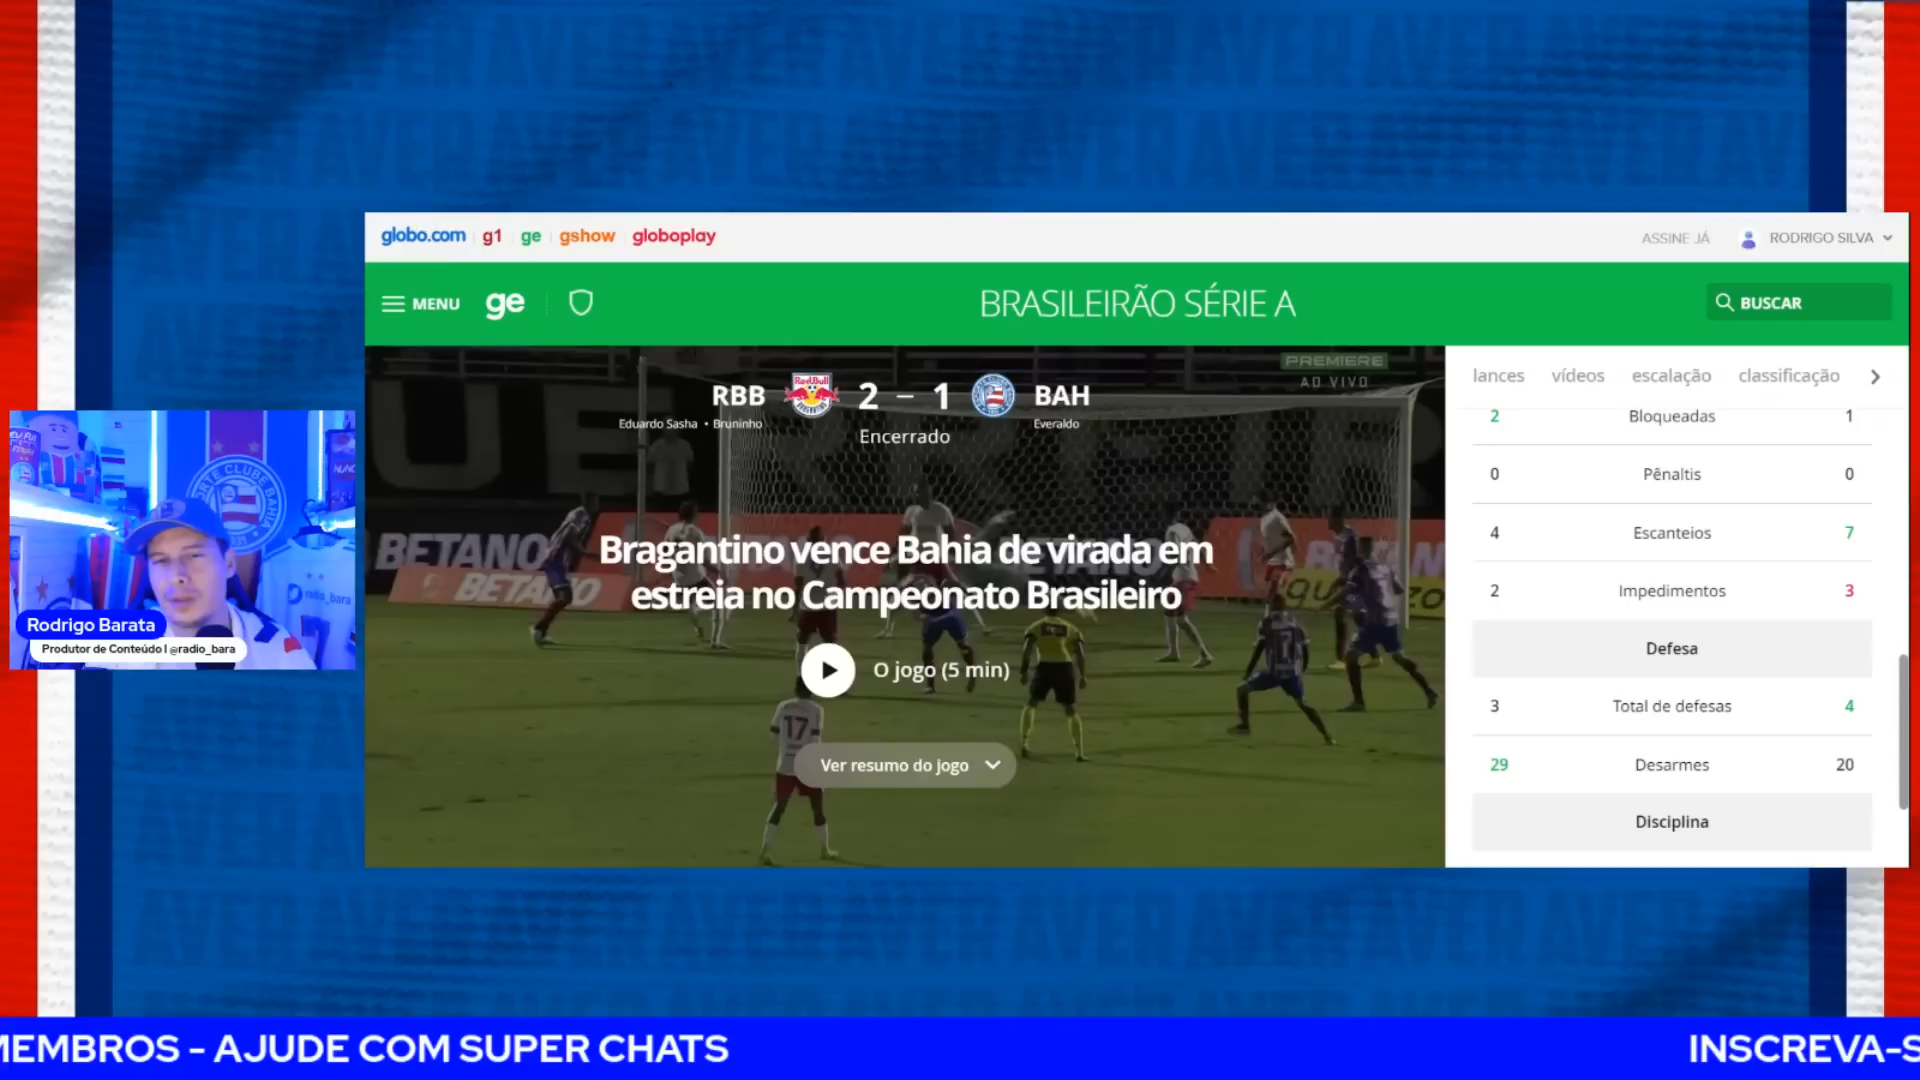 globo.com g1 ge gshow globoplay
ASSINE JÁ RODRIGO SILVA
MENU ge
BRASILEIRÃO SÉRIE A
BUSCAR
PREMIERE
AO VIVO
RBB 2 – 1 BAH
Eduardo Sasha • Bruninho
Everaldo
Encerrado
Bragantino vence Bahia de virada em
estreia no Campeonato Brasileiro
O jogo (5 min)
Ver resumo do jogo
BETANO
BETANO
17
lances vídeos escalação classificação
2 Bloqueadas 1
0 Pênaltis 0
4 Escanteios 7
2 Impedimentos 3
Defesa
3 Total de defesas 4
29 Desarmes 20
Disciplina
radio_bara
Rodrigo Barata
Produtor de Conteúdo | @radio_bara
MEMBROS - AJUDE COM SUPER CHATS
INSCREVA-S